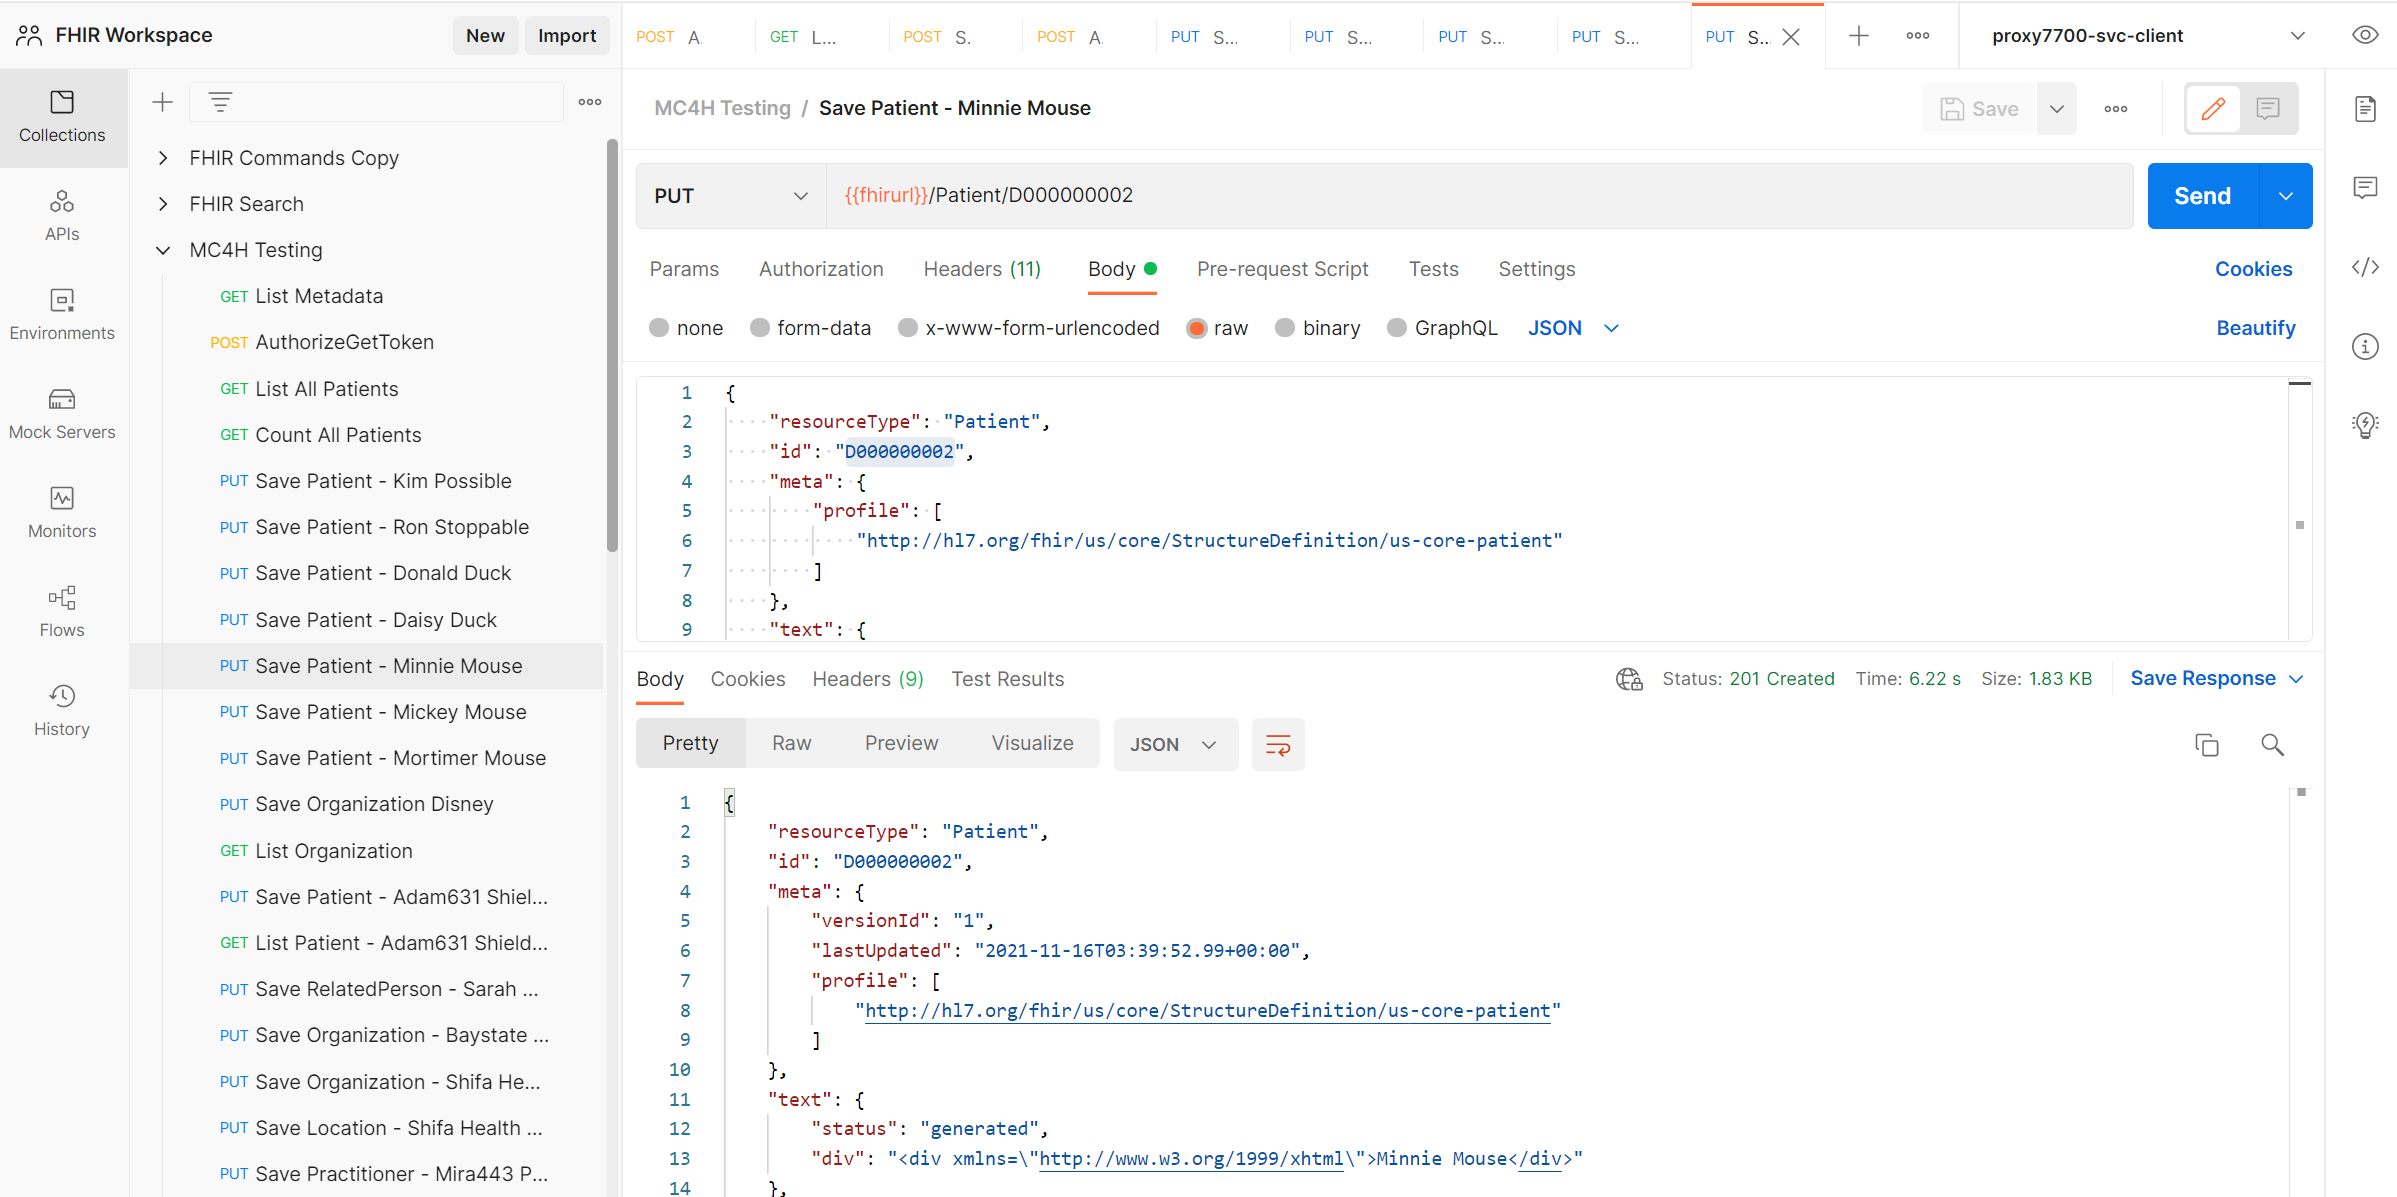 FHIR Workspace
New
Import
POST A.
GET L...
POST S.
POST A.
PUT S...
PUT S...
PUT S...
PUT S...
PUT S...
proxy7700-svc-client
Collections
APIs
Environments
Mock Servers
Monitors
Flows
History
FHIR Commands Copy
FHIR Search
MC4H Testing
GET List Metadata
POST AuthorizeGetToken
GET List All Patients
GET Count All Patients
PUT Save Patient - Kim Possible
PUT Save Patient - Ron Stoppable
PUT Save Patient - Donald Duck
PUT Save Patient - Daisy Duck
PUT Save Patient - Minnie Mouse
PUT Save Patient - Mickey Mouse
PUT Save Patient - Mortimer Mouse
PUT Save Organization Disney
GET List Organization
PUT Save Patient - Adam631 Shiel...
GET List Patient - Adam631 Shield...
PUT Save RelatedPerson - Sarah ...
PUT Save Organization - Baystate ...
PUT Save Organization - Shifa He...
PUT Save Location - Shifa Health ...
PUT Save Practitioner - Mira443 P...
MC4H Testing / Save Patient - Minnie Mouse
Save
PUT
{{fhirurl}}/Patient/D000000002
Send
Params Authorization Headers (11) Body Pre-request Script Tests Settings
Cookies
none form-data x-www-form-urlencoded raw binary GraphQL JSON
Beautify
1 {
2 "resourceType": "Patient",
3 "id": "D000000002",
4 "meta": {
5 "profile": [
6 "http://hl7.org/fhir/us/core/StructureDefinition/us-core-patient"
7 ]
8 },
9 "text": {
Body Cookies Headers (9) Test Results
Status: 201 Created Time: 6.22 s Size: 1.83 KB
Save Response
Pretty Raw Preview Visualize JSON
1 {
2 "resourceType": "Patient",
3 "id": "D000000002",
4 "meta": {
5 "versionId": "1",
6 "lastUpdated": "2021-11-16T03:39:52.99+00:00",
7 "profile": [
8 "http://hl7.org/fhir/us/core/StructureDefinition/us-core-patient"
9 ]
10 },
11 "text": {
12 "status": "generated",
13 "div": "<div xmlns=\"http://www.w3.org/1999/xhtml\">Minnie Mouse</div>"
14 },